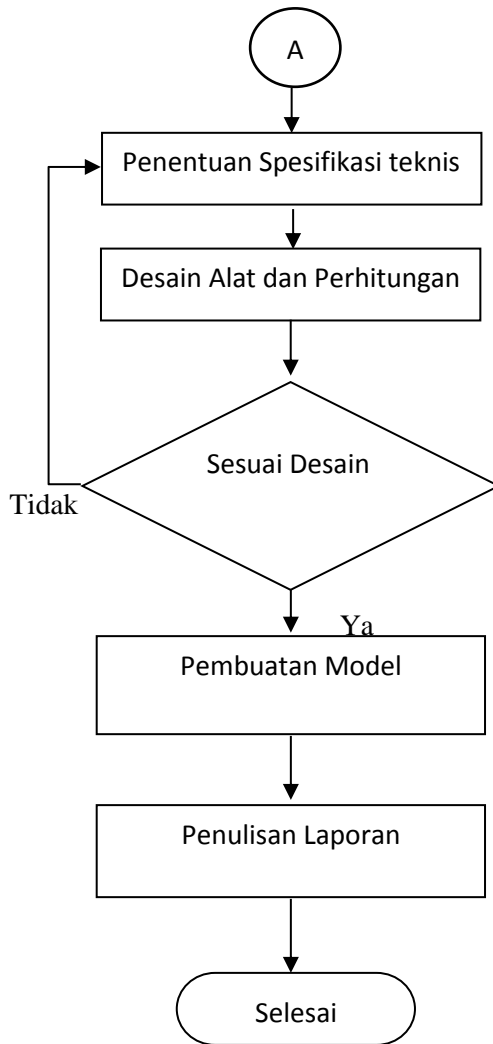 A
Penentuan Spesifikasi teknis
Desain Alat dan Perhitungan
Sesuai Desain
Tidak
Ya
Pembuatan Model
Penulisan Laporan
Selesai